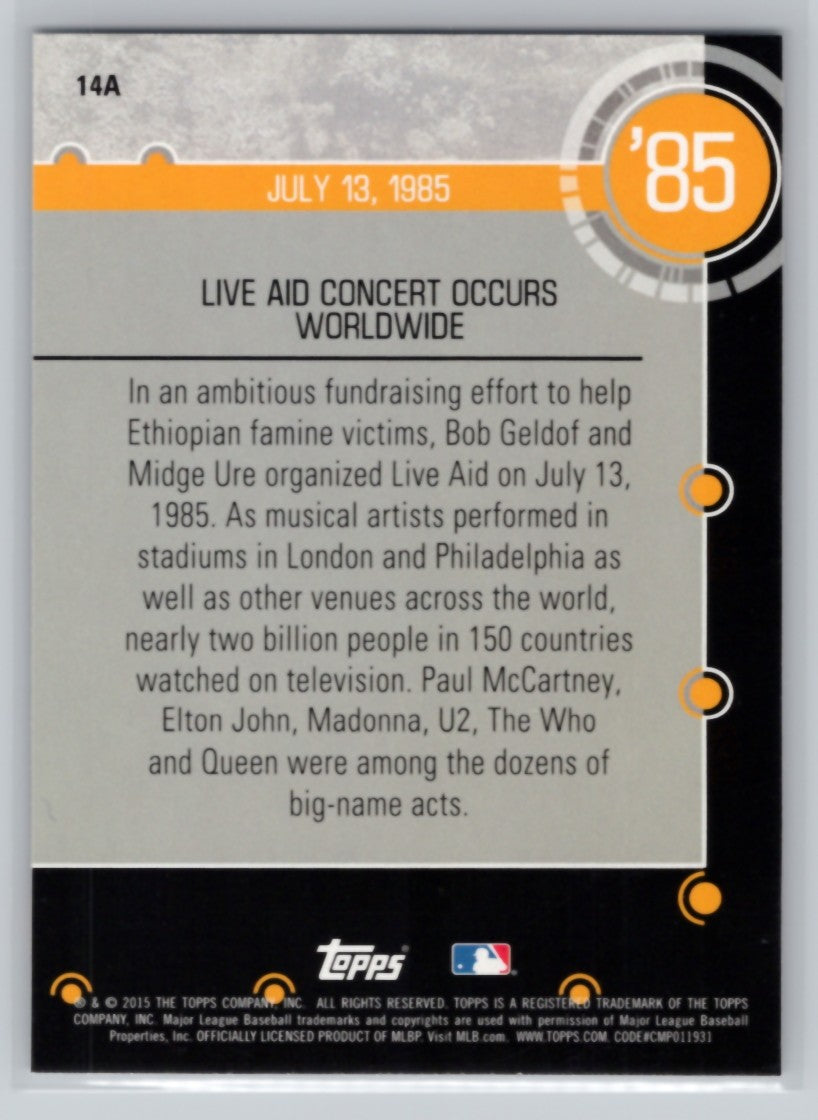 14A
'85
JULY 13, 1985
LIVE AID CONCERT OCCURS
WORLDWIDE
In an ambitious fundraising effort to help
Ethiopian famine victims, Bob Geldof and
Midge Ure organized Live Aid on July 13,
1985. As musical artists performed in
stadiums in London and Philadelphia as
well as other venues across the world,
nearly two billion people in 150 countries
watched on television. Paul McCartney,
Elton John, Madonna, U2, The Who
and Queen were among the dozens of
big-name acts.
Topps®
® & © 2015 THE TOPPS COMPANY, INC. ALL RIGHTS RESERVED. TOPPS IS A REGISTERED TRADEMARK OF THE TOPPS
COMPANY, INC. Major League Baseball trademarks and copyrights are used with permission of Major League Baseball
Properties, Inc. OFFICIALLY LICENSED PRODUCT OF MLBP. Visit MLB.com. WWW.TOPPS.COM. CODE#CMP011931